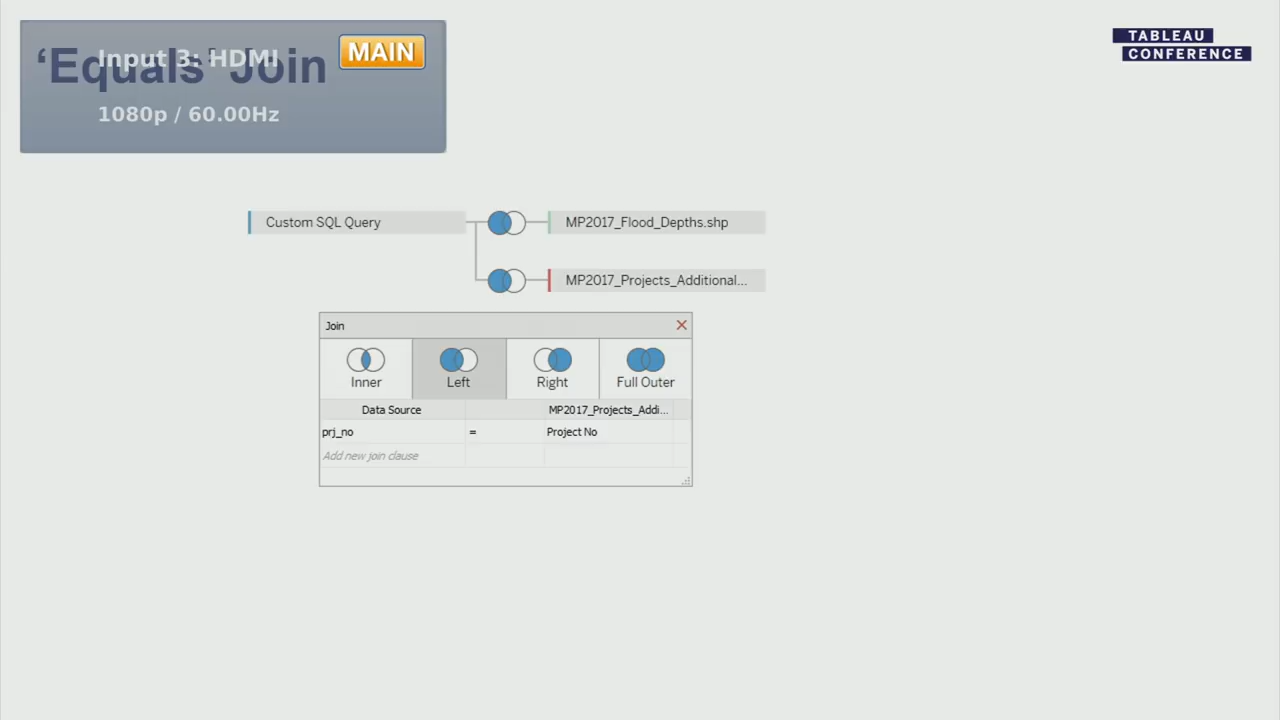 ‘Equals’ Join
Input 3: HDMI
MAIN
1080p / 60.00Hz
TABLEAU
CONFERENCE
Custom SQL Query
MP2017_Flood_Depths.shp
MP2017_Projects_Additional...
Join
Inner
Left
Right
Full Outer
Data Source
MP2017_Projects_Addi...
prj_no
=
Project No
Add new join clause